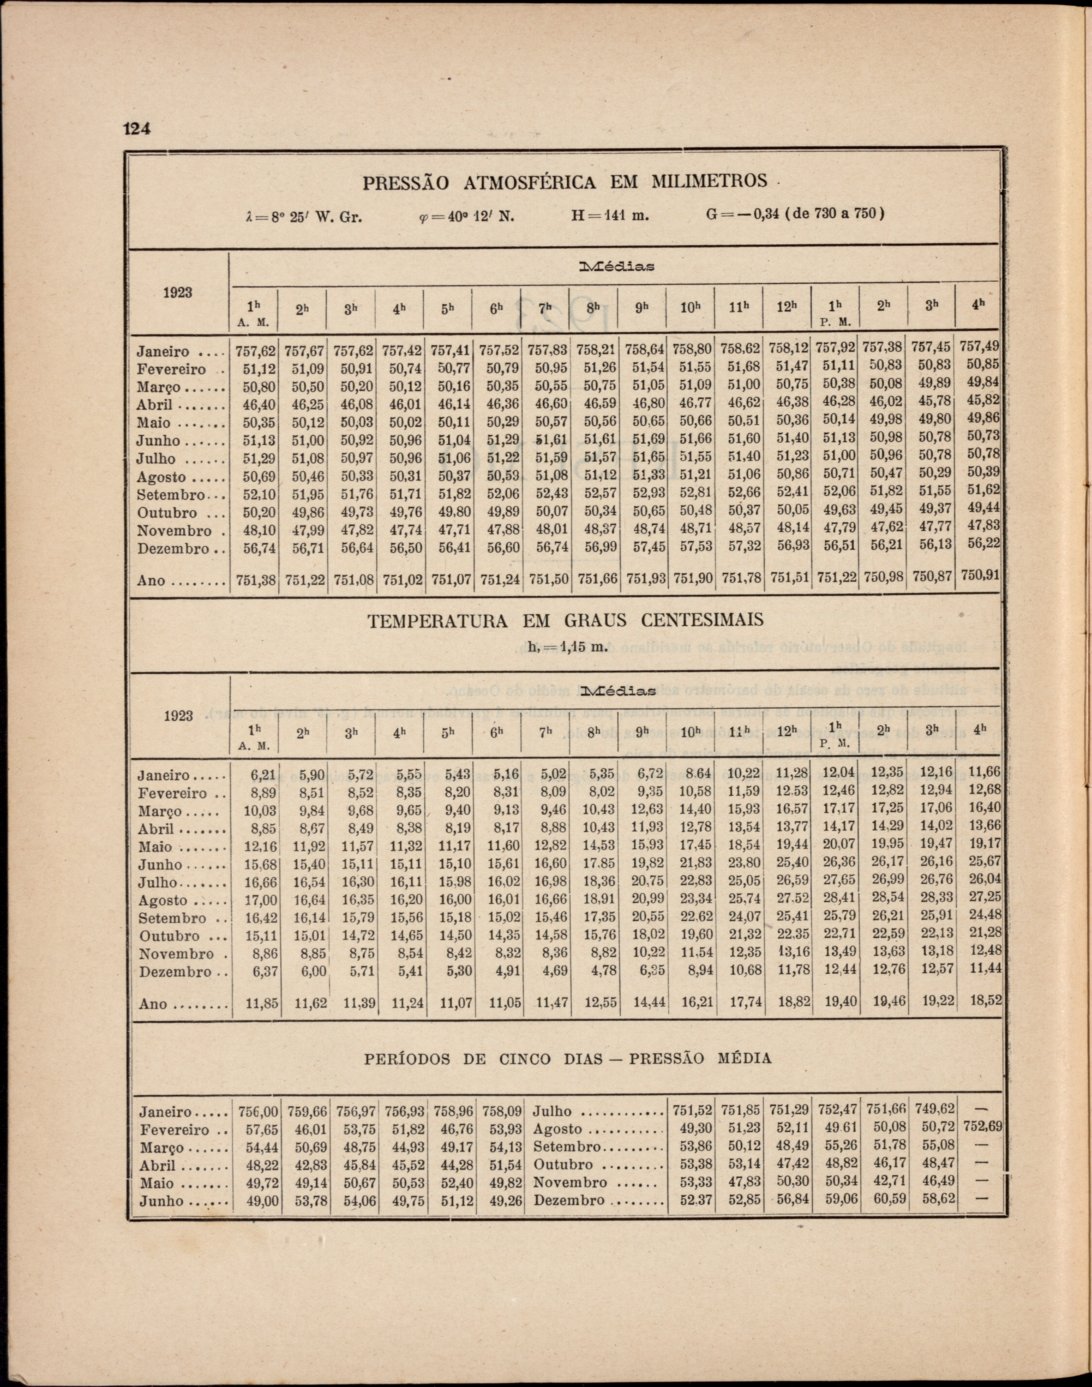 124
PRESSÃO ATMOSFÉRICA EM MILIMETROS
λ = 8° 25′ W. Gr. φ = 40° 12′ N. H = 141 m. G = — 0,34 (de 730 a 750)
1923
Médias
1h A. M. 2h 3h 4h 5h 6h 7h 8h 9h 10h 11h 12h 1h P. M. 2h 3h 4h
Janeiro .... 757,62 757,67 757,62 757,42 757,41 757,52 757,83 758,21 758,64 758,80 758,62 758,12 757,92 757,38 757,45 757,49
Fevereiro . 51,12 51,09 50,91 50,74 50,77 50,79 50,95 51,26 51,54 51,55 51,68 51,47 51,11 50,83 50,83 50,85
Março...... 50,80 50,50 50,20 50,12 50,16 50,35 50,55 50,75 51,05 51,09 51,00 50,75 50,38 50,08 49,89 49,84
Abril ....... 46,40 46,25 46,08 46,01 46,14 46,36 46,60 46,59 46,80 46,77 46,62 46,38 46,28 46,02 45,78 45,82
Maio ....... 50,35 50,12 50,03 50,02 50,11 50,29 50,57 50,56 50,65 50,66 50,51 50,36 50,14 49,98 49,80 49,86
Junho ...... 51,13 51,00 50,92 50,96 51,04 51,29 51,61 51,61 51,69 51,66 51,60 51,40 51,13 50,98 50,78 50,73
Julho ...... 51,29 51,08 50,97 50,96 51,06 51,22 51,59 51,57 51,65 51,55 51,40 51,23 51,00 50,96 50,78 50,78
Agosto ..... 50,69 50,46 50,33 50,31 50,37 50,53 51,08 51,12 51,33 51,21 51,06 50,86 50,71 50,47 50,29 50,39
Setembro... 52,10 51,95 51,76 51,71 51,82 52,06 52,43 52,57 52,93 52,81 52,66 52,41 52,06 51,82 51,55 51,62
Outubro ... 50,20 49,86 49,73 49,76 49,80 49,89 50,07 50,34 50,65 50,48 50,37 50,05 49,63 49,45 49,37 49,44
Novembro . 48,10 47,99 47,82 47,74 47,71 47,88 48,01 48,37 48,74 48,71 48,57 48,14 47,79 47,62 47,77 47,83
Dezembro .. 56,74 56,71 56,64 56,50 56,41 56,60 56,74 56,99 57,45 57,53 57,32 56,93 56,51 56,21 56,13 56,22
Ano ........ 751,38 751,22 751,08 751,02 751,07 751,24 751,50 751,66 751,93 751,90 751,78 751,51 751,22 750,98 750,87 750,91
TEMPERATURA EM GRAUS CENTESIMAIS
h, = 1,15 m.
1923
Médias
1h A. M. 2h 3h 4h 5h 6h 7h 8h 9h 10h 11h 12h 1h P. M. 2h 3h 4h
Janeiro ..... 6,21 5,90 5,72 5,55 5,43 5,16 5,02 5,35 6,72 8.64 10,22 11,28 12,04 12,35 12,16 11,66
Fevereiro .. 8,89 8,51 8,52 8,35 8,20 8,31 8,09 8,02 9,35 10,58 11,59 12,53 12,46 12,82 12,94 12,68
Março ..... 10,03 9,84 9,68 9,65 9,40 9,13 9,46 10,43 12,63 14,40 15,93 16,57 17,17 17,25 17,06 16,40
Abril ....... 8,85 8,67 8,49 8,38 8,19 8,17 8,88 10,43 11,93 12,78 13,54 13,77 14,17 14,29 14,02 13,66
Maio ....... 12,16 11,92 11,57 11,32 11,17 11,60 12,82 14,53 15,93 17,45 18,54 19,44 20,07 19,95 19,47 19,17
Junho ...... 15,68 15,40 15,11 15,11 15,10 15,61 16,60 17,85 19,82 21,83 23,80 25,40 26,36 26,17 26,16 25,67
Julho....... 16,66 16,54 16,30 16,11 15,98 16,02 16,98 18,36 20,75 22,83 25,05 26,59 27,65 26,99 26,76 26,04
Agosto ..... 17,00 16,64 16,35 16,20 16,00 16,01 16,66 18,91 20,99 23,34 25,74 27,52 28,41 28,54 28,33 27,25
Setembro .. 16,42 16,14 15,79 15,56 15,18 15,02 15,46 17,35 20,55 22,62 24,07 25,41 25,79 26,21 25,91 24,48
Outubro ... 15,11 15,01 14,72 14,65 14,50 14,35 14,58 15,76 18,02 19,60 21,32 22,35 22,71 22,59 22,13 21,28
Novembro . 8,86 8,85 8,75 8,54 8,42 8,32 8,36 8,82 10,22 11,54 12,35 13,16 13,49 13,63 13,18 12,48
Dezembro .. 6,37 6,00 5,71 5,41 5,30 4,91 4,69 4,78 6,35 8,94 10,68 11,78 12,44 12,76 12,57 11,44
Ano ........ 11,85 11,62 11,39 11,24 11,07 11,05 11,47 12,55 14,44 16,21 17,74 18,82 19,40 19,46 19,22 18,52
PERÍODOS DE CINCO DIAS — PRESSÃO MÉDIA
Janeiro ..... 756,00 759,66 756,97 756,93 758,96 758,09 Julho ............ 751,52 751,85 751,29 752,47 751,66 749,62 —
Fevereiro .. 57,65 46,01 53,75 51,82 46,76 53,93 Agosto ........... 49,30 51,23 52,11 49,61 50,08 50,72 752,69
Março ...... 54,44 50,69 48,75 44,93 49,17 54,13 Setembro......... 53,86 50,12 48,49 55,26 51,78 55,08 —
Abril ....... 48,22 42,83 45,84 45,52 44,28 51,54 Outubro ......... 53,38 53,14 47,42 48,82 46,17 48,47 —
Maio ....... 49,72 49,14 50,67 50,53 52,40 49,82 Novembro ...... 53,33 47,83 50,30 50,34 42,71 46,49 —
Junho ...... 49,00 53,78 54,06 49,75 51,12 49,26 Dezembro ........ 52,37 52,85 56,84 59,06 60,59 58,62 —